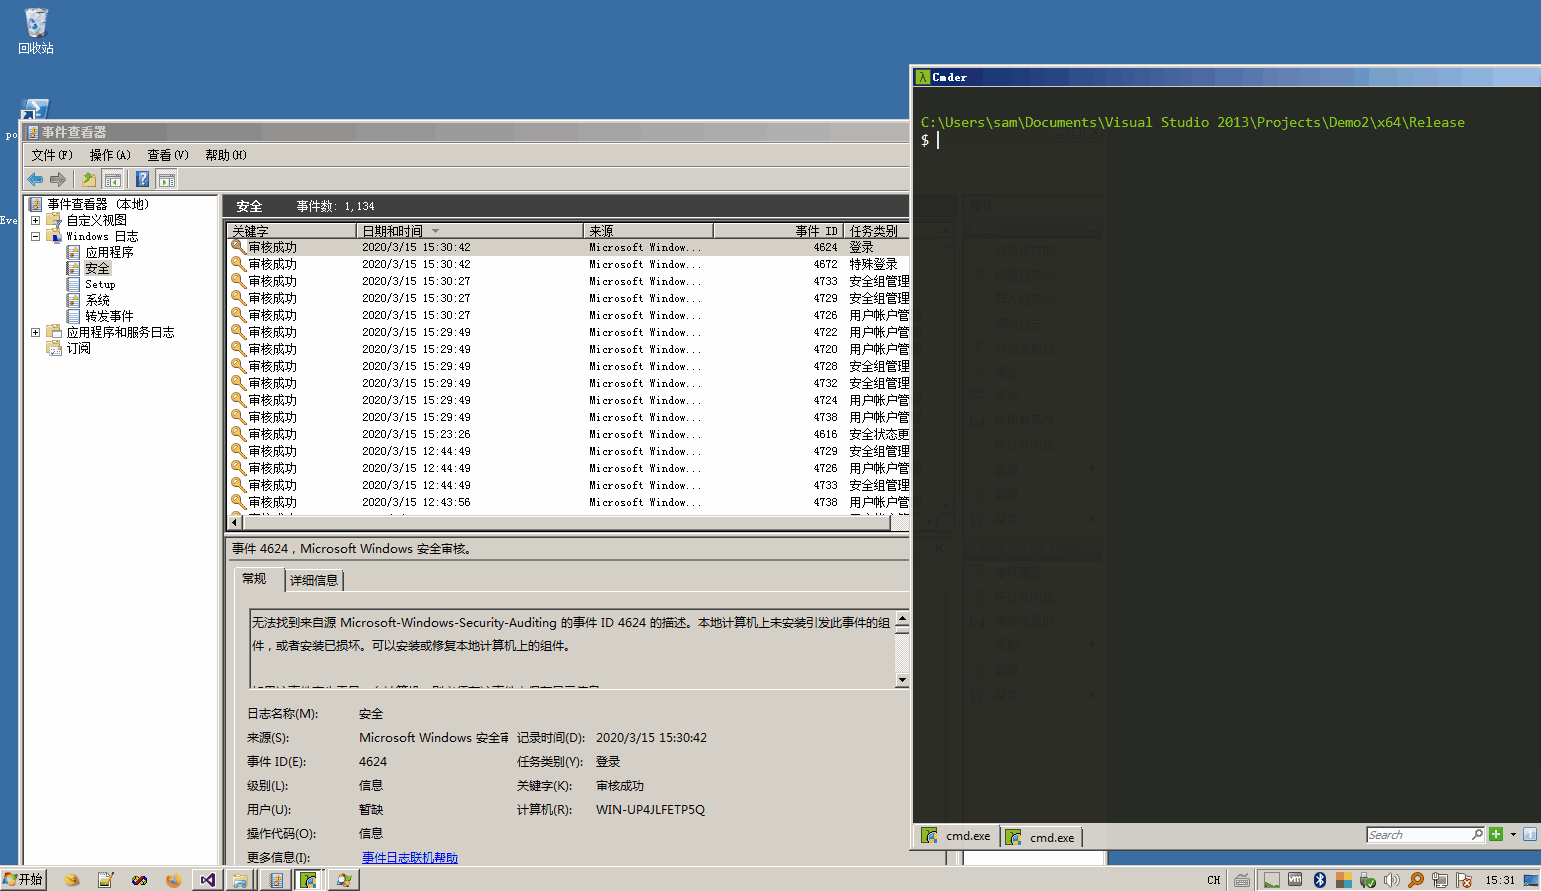 回收站
po
Eve
事件查看器
文件(F) 操作(A) 查看(V) 帮助(H)
事件查看器 (本地)
自定义视图
Windows 日志
应用程序
安全
Setup
系统
转发事件
应用程序和服务日志
订阅
安全 事件数: 1,134
关键字 日期和时间 来源 事件 ID 任务类别
审核成功 2020/3/15 15:30:42 Microsoft Window... 4624 登录
审核成功 2020/3/15 15:30:42 Microsoft Window... 4672 特殊登录
审核成功 2020/3/15 15:30:27 Microsoft Window... 4733 安全组管理
审核成功 2020/3/15 15:30:27 Microsoft Window... 4729 安全组管理
审核成功 2020/3/15 15:30:27 Microsoft Window... 4726 用户帐户管
审核成功 2020/3/15 15:29:49 Microsoft Window... 4722 用户帐户管
审核成功 2020/3/15 15:29:49 Microsoft Window... 4720 用户帐户管
审核成功 2020/3/15 15:29:49 Microsoft Window... 4728 安全组管理
审核成功 2020/3/15 15:29:49 Microsoft Window... 4732 安全组管理
审核成功 2020/3/15 15:29:49 Microsoft Window... 4724 用户帐户管
审核成功 2020/3/15 15:29:49 Microsoft Window... 4738 用户帐户管
审核成功 2020/3/15 15:23:26 Microsoft Window... 4616 安全状态更
审核成功 2020/3/15 12:44:49 Microsoft Window... 4729 安全组管理
审核成功 2020/3/15 12:44:49 Microsoft Window... 4726 用户帐户管
审核成功 2020/3/15 12:44:49 Microsoft Window... 4733 安全组管理
审核成功 2020/3/15 12:43:56 Microsoft Window... 4738 用户帐户管
事件 4624，Microsoft Windows 安全审核。
常规 详细信息
无法找到来自源 Microsoft-Windows-Security-Auditing 的事件 ID 4624 的描述。本地计算机上未安装引发此事件的组
件，或者安装已损坏。可以安装或修复本地计算机上的组件。
日志名称(M): 安全
来源(S): Microsoft Windows 安全审 记录时间(D): 2020/3/15 15:30:42
事件 ID(E): 4624 任务类别(Y): 登录
级别(L): 信息 关键字(K): 审核成功
用户(U): 暂缺 计算机(R): WIN-UP4JLFETP5Q
操作代码(O): 信息
更多信息(I): 事件日志联机帮助
Cmder
C:\Users\sam\Documents\Visual Studio 2013\Projects\Demo2\x64\Release
$
cmd.exe cmd.exe Search
开始 CH 15:31